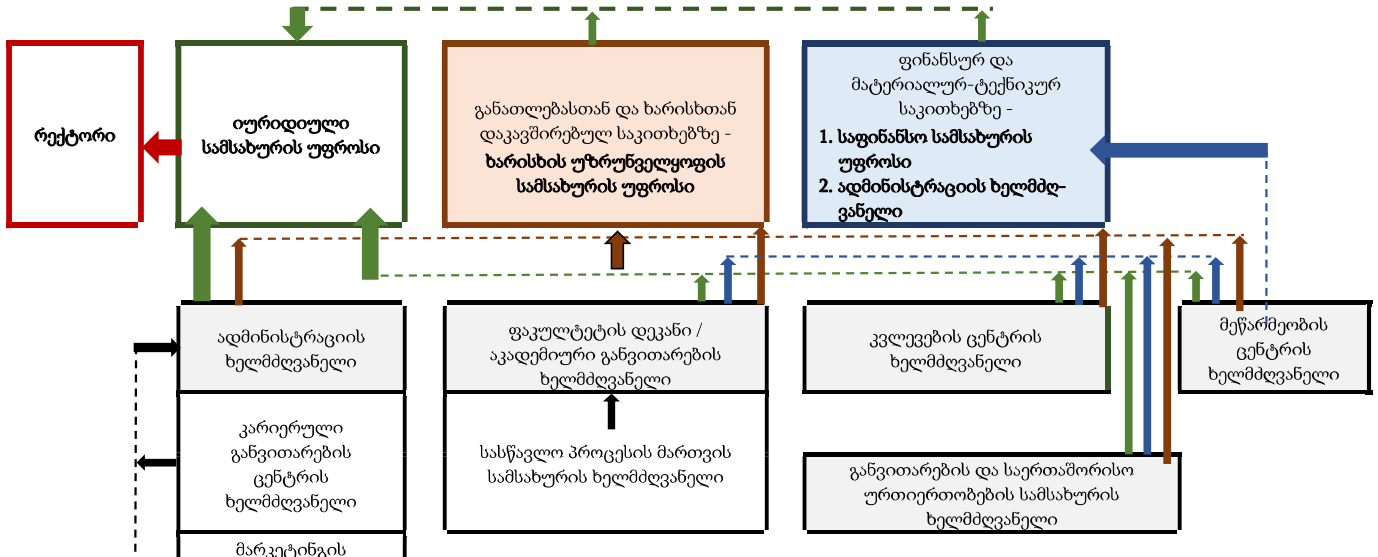 რექტორი
იურიდიული
სამსახურის უფროსი
განათლებასთან და ხარისხთან
დაკავშირებულ საკითხებზე -
ხარისხის უზრუნველყოფის
სამსახურის უფროსი
ფინანსურ და
მატერიალურ-ტექნიკურ
საკითხებზე -
1. საფინანსო სამსახურის
უფროსი
2. ადმინისტრაციის ხელმძღ-
ვანელი
ადმინისტრაციის
ხელმძღვანელი
ფაკულტეტის დეკანი /
აკადემიური განვითარების
ხელმძღვანელი
კვლევების ცენტრის
ხელმძღვანელი
მეწარმეობის
ცენტრის
ხელმძღვანელი
კარიერული
განვითარების
ცენტრის
ხელმძღვანელი
სასწავლო პროცესის მართვის
სამსახურის ხელმძღვანელი
განვითარების და საერთაშორისო
ურთიერთობების სამსახურის
ხელმძღვანელი
მარკეტინგის